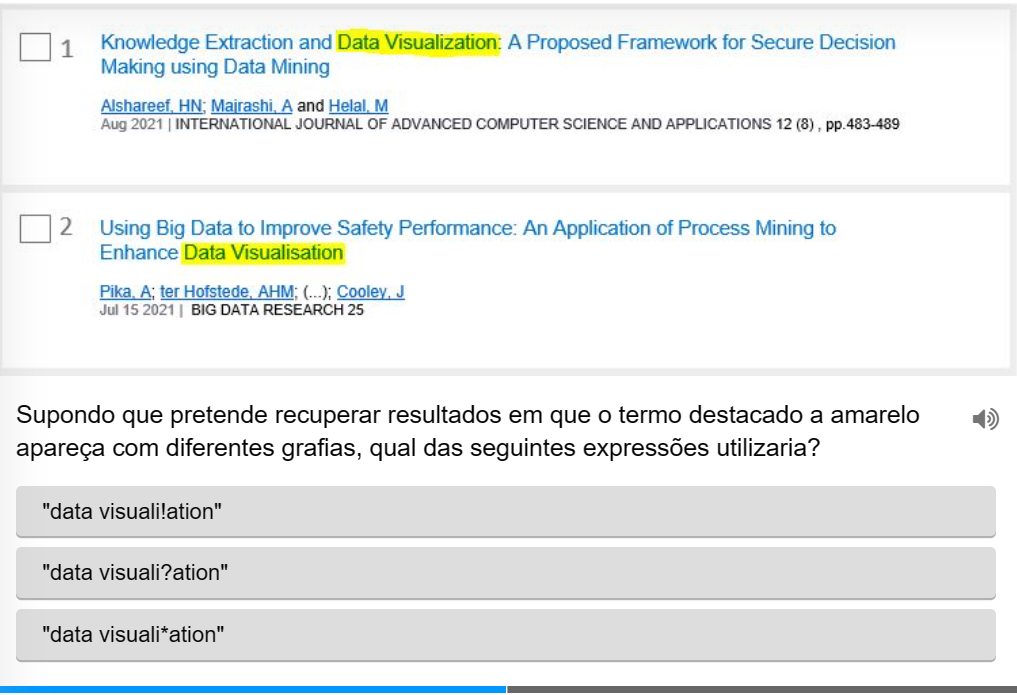 1 Knowledge Extraction and Data Visualization: A Proposed Framework for Secure Decision
Making using Data Mining
Alshareef, HN; Majrashi, A and Helal, M
Aug 2021 | INTERNATIONAL JOURNAL OF ADVANCED COMPUTER SCIENCE AND APPLICATIONS 12 (8) , pp.483-489
2 Using Big Data to Improve Safety Performance: An Application of Process Mining to
Enhance Data Visualisation
Pika, A; ter Hofstede, AHM; (...); Cooley, J
Jul 15 2021 | BIG DATA RESEARCH 25
Supondo que pretende recuperar resultados em que o termo destacado a amarelo
apareça com diferentes grafias, qual das seguintes expressões utilizaria?
"data visuali!ation"
"data visuali?ation"
"data visuali*ation"